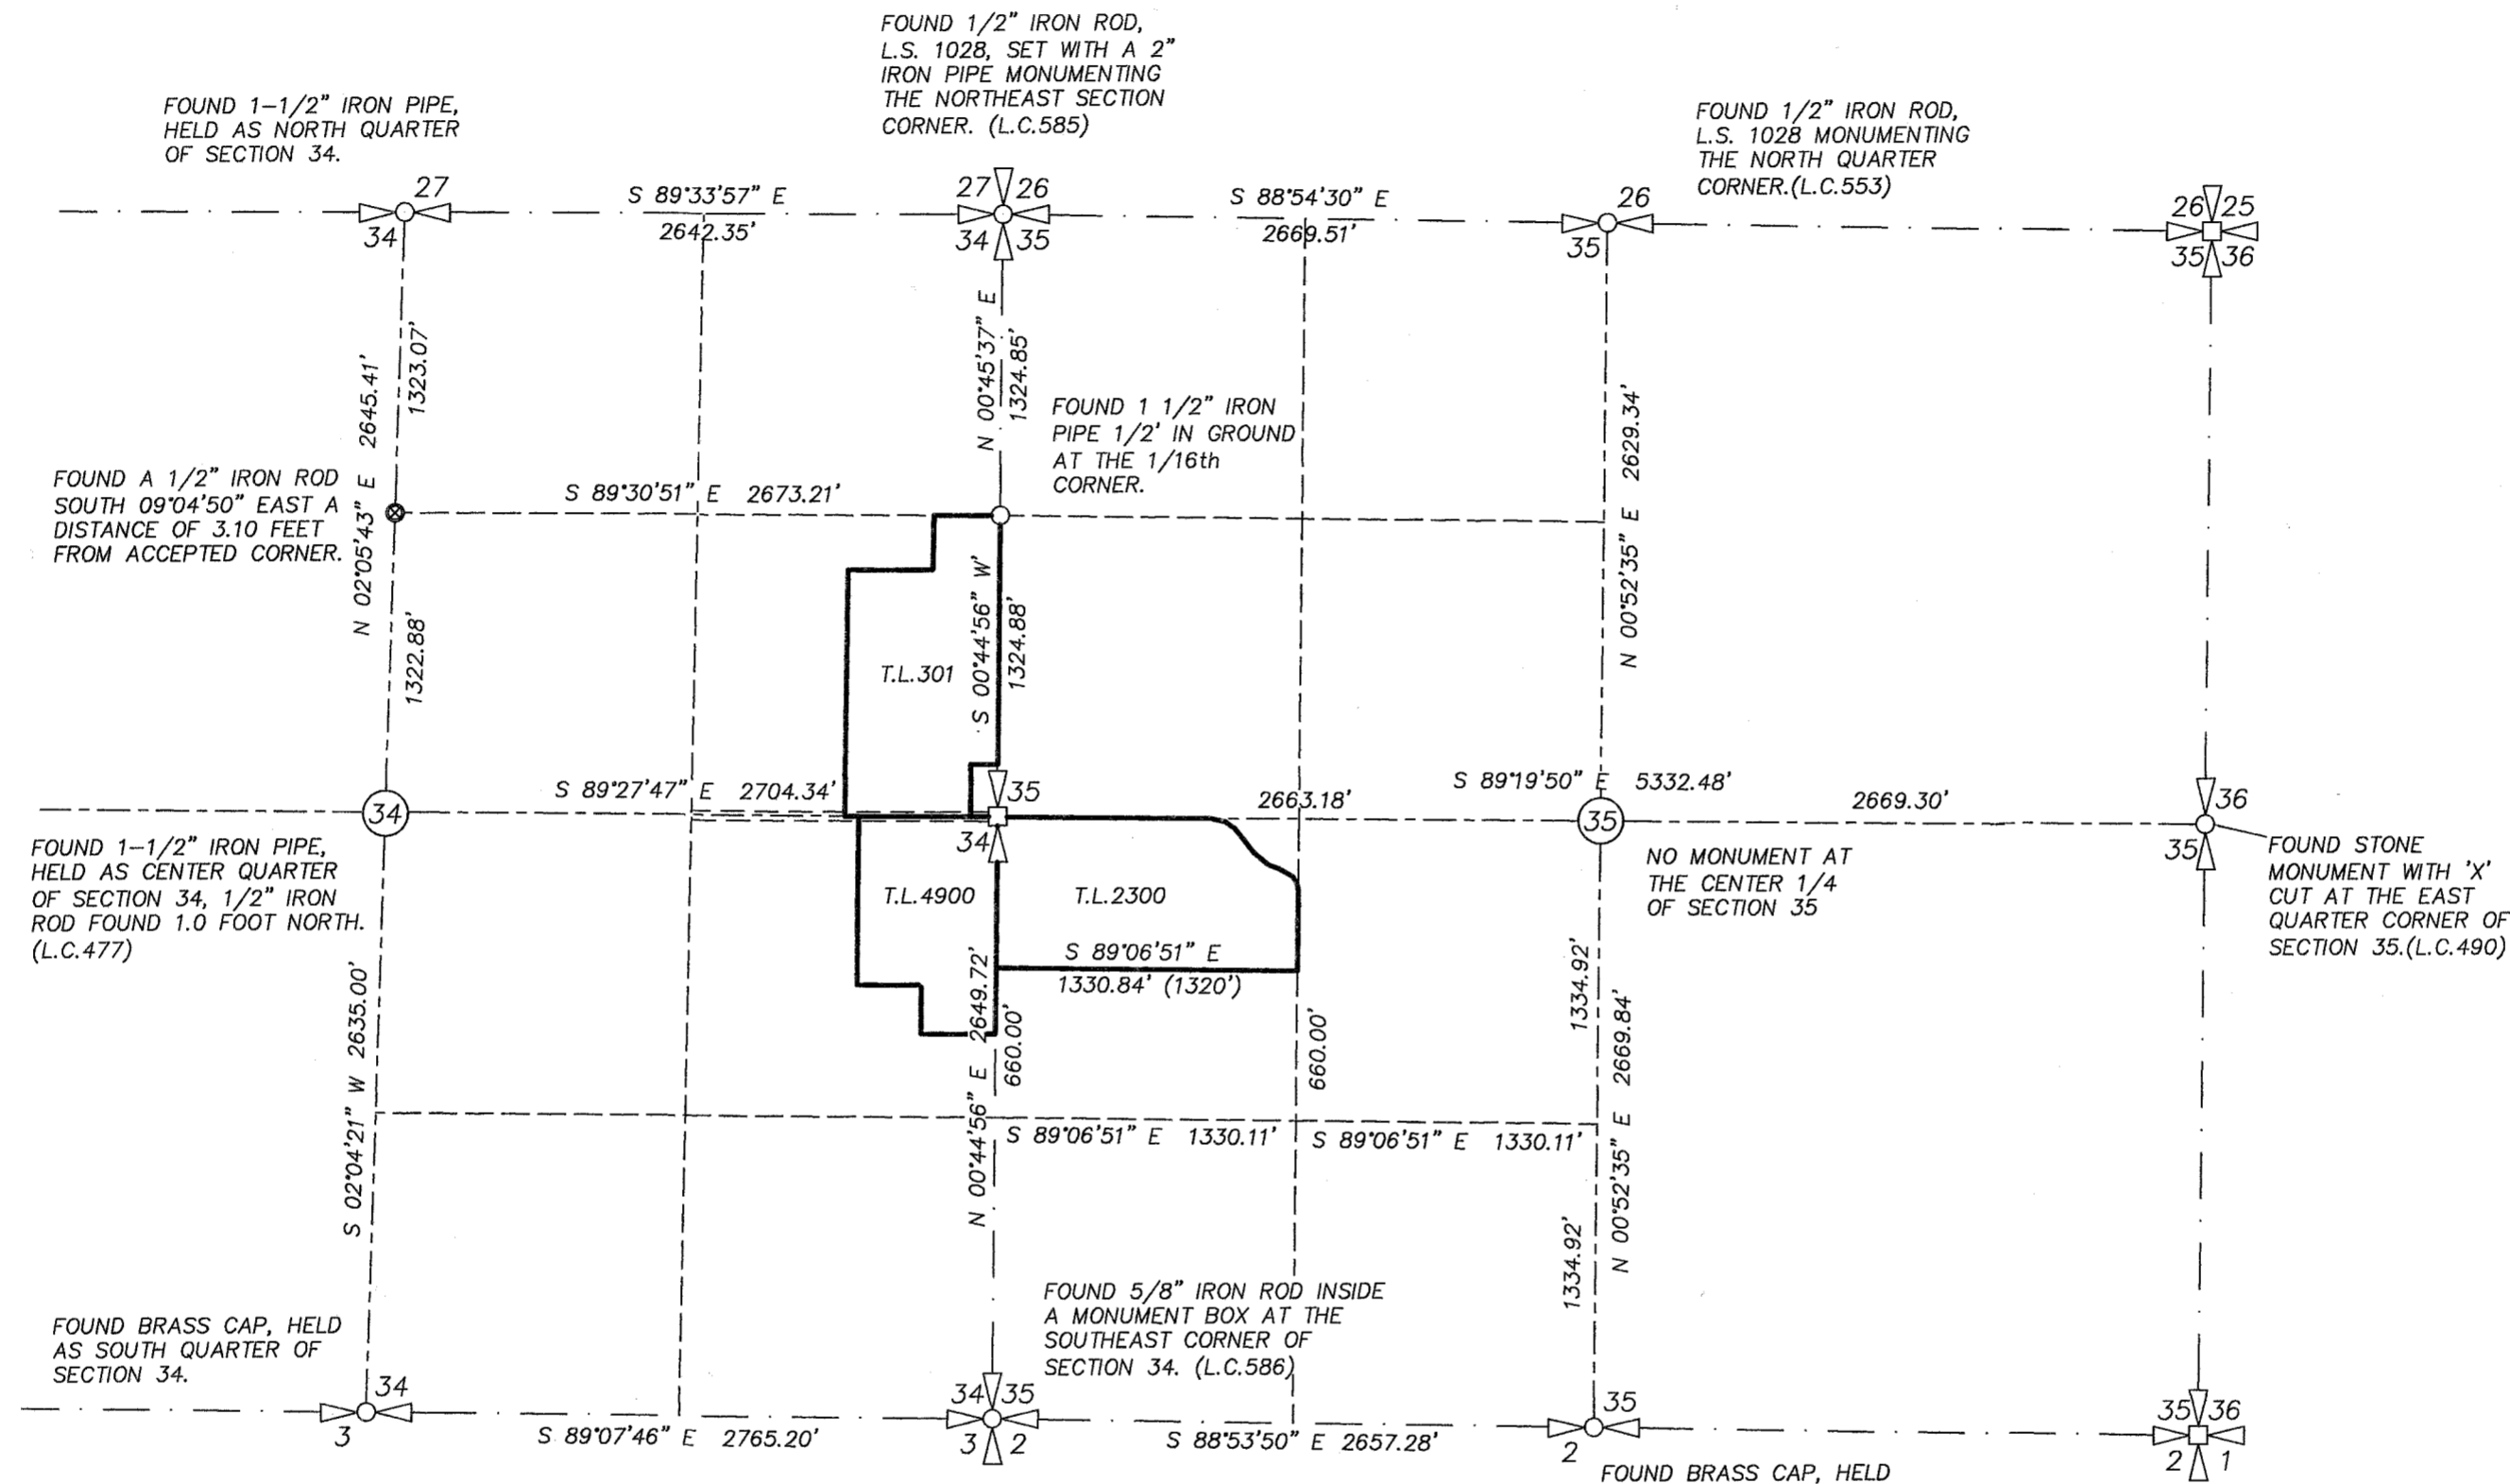 FOUND 1/2" IRON ROD,
L.S. 1028, SET WITH A 2"
IRON PIPE MONUMENTING
THE NORTHEAST SECTION
CORNER. (L.C.585)
FOUND 1-1/2" IRON PIPE,
HELD AS NORTH QUARTER
OF SECTION 34.
FOUND 1/2" IRON ROD,
L.S. 1028 MONUMENTING
THE NORTH QUARTER
CORNER.(L.C.553)
27
34
S 89°33'57" E
2642.35'
27 26
34 35
S 88°54'30" E
2669.51'
26
35
26 25
35 36
N 02°05'43" E 2645.41'
1323.07'
1322.88'
N 00°45'37" E
1324.85'
FOUND 1 1/2" IRON
PIPE 1/2' IN GROUND
AT THE 1/16th
CORNER.
N 00°52'35" E 2629.34'
FOUND A 1/2" IRON ROD
SOUTH 09°04'50" EAST A
DISTANCE OF 3.10 FEET
FROM ACCEPTED CORNER.
S 89°30'51" E 2673.21'
T.L.301
S 00°44'56" W
1324.88'
S 89°27'47" E 2704.34'
34
35
34
2663.18'
S 89°19'50" E 5332.48'
35
2669.30'
36
35
FOUND 1-1/2" IRON PIPE,
HELD AS CENTER QUARTER
OF SECTION 34, 1/2" IRON
ROD FOUND 1.0 FOOT NORTH.
(L.C.477)
NO MONUMENT AT
THE CENTER 1/4
OF SECTION 35
FOUND STONE
MONUMENT WITH 'X'
CUT AT THE EAST
QUARTER CORNER OF
SECTION 35.(L.C.490)
T.L.4900
T.L.2300
S 89°06'51" E
1330.84' (1320')
S 02°04'21" W 2635.00'
N 00°44'56" E 2649.72'
660.00'
660.00'
1334.92'
N 00°52'35" E 2669.84'
1334.92'
S 89°06'51" E 1330.11'
S 89°06'51" E 1330.11'
FOUND 5/8" IRON ROD INSIDE
A MONUMENT BOX AT THE
SOUTHEAST CORNER OF
SECTION 34. (L.C.586)
FOUND BRASS CAP, HELD
AS SOUTH QUARTER OF
SECTION 34.
34
3
S 89°07'46" E 2765.20'
34 35
3 2
S 88°53'50" E 2657.28'
35
2
35 36
2 1
FOUND BRASS CAP, HELD